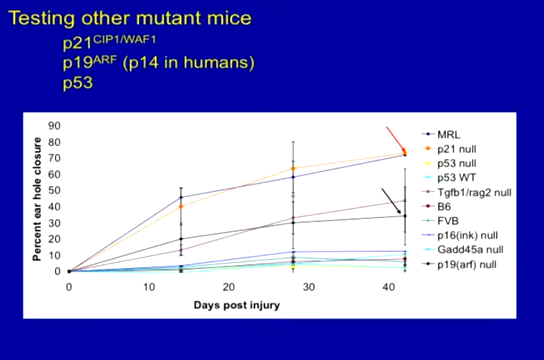 Testing other mutant mice
p21CIP1/WAF1
p19ARF (p14 in humans)
p53
Percent ear hole closure
90
80
70
60
50
40
30
20
10
0
0 10 20 30 40
Days post injury
MRL
p21 null
p53 null
p53 WT
Tgfb1/rag2 null
B6
FVB
p16(ink) null
Gadd45a null
p19(arf) null